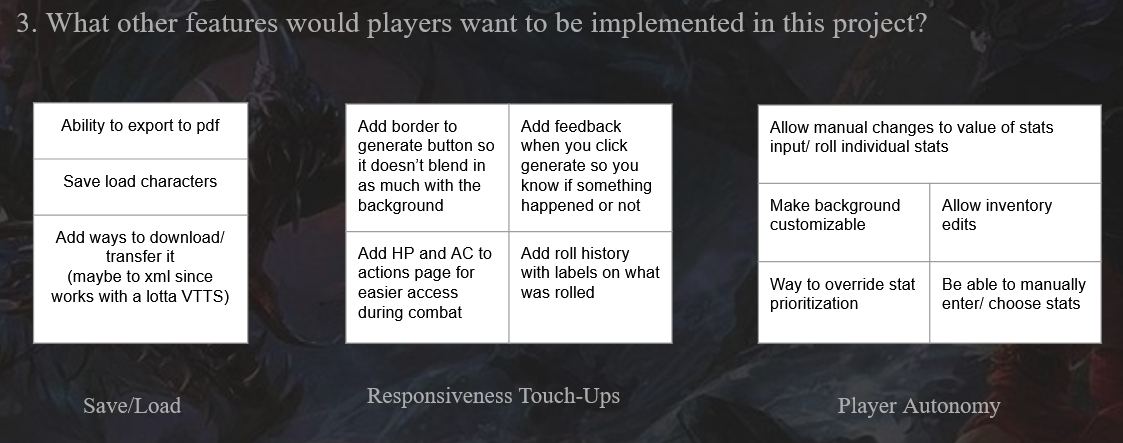 3. What other features would players want to be implemented in this project?
Ability to export to pdf
Save load characters
Add ways to download/
transfer it
(maybe to xml since
works with a lotta VTTS)
Save/Load
Add border to
generate button so
it doesn’t blend in
as much with the
background
Add feedback
when you click
generate so you
know if something
happened or not
Add HP and AC to
actions page for
easier access
during combat
Add roll history
with labels on what
was rolled
Responsiveness Touch-Ups
Allow manual changes to value of stats
input/ roll individual stats
Make background
customizable
Allow inventory
edits
Way to override stat
prioritization
Be able to manually
enter/ choose stats
Player Autonomy